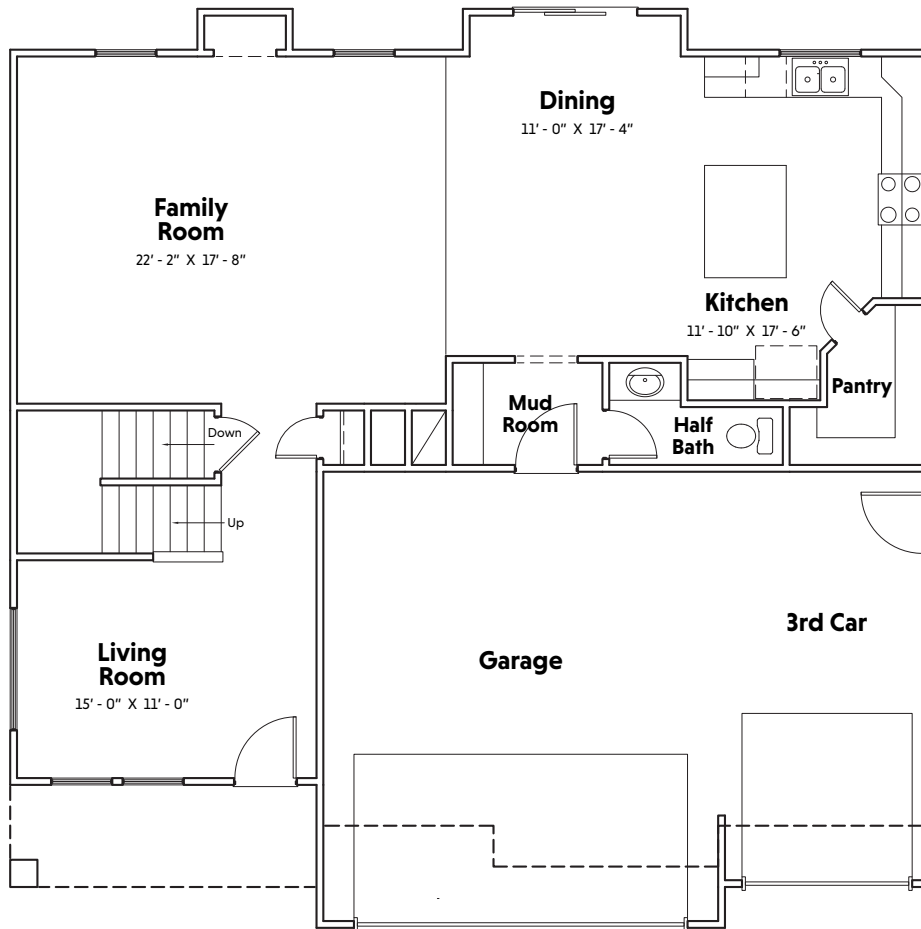 Dining
11' - 0" X 17' - 4"
Family
Room
22' - 2" X 17' - 8"
Kitchen
11' - 10" X 17' - 6"
Pantry
Mud
Room
Half
Bath
Down
Up
3rd Car
Living
Room
15' - 0" X 11' - 0"
Garage